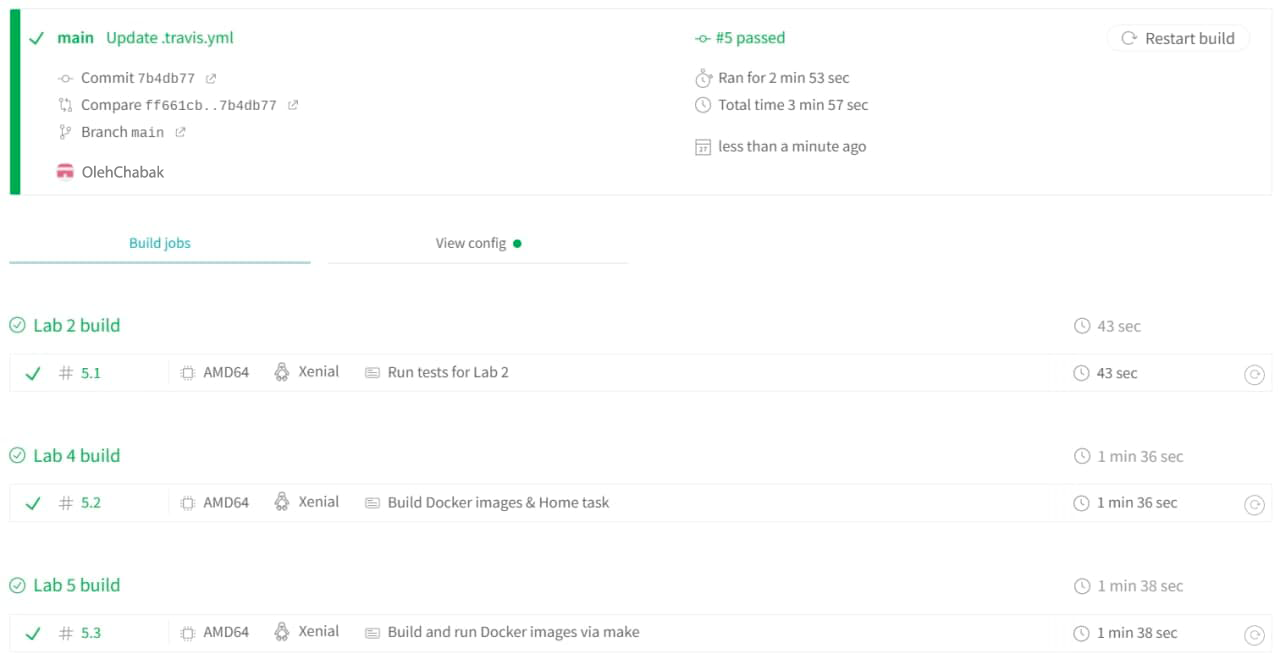 main Update .travis.yml
#5 passed
Restart build
Commit 7b4db77
Ran for 2 min 53 sec
Compare ff661cb..7b4db77
Total time 3 min 57 sec
Branch main
27 less than a minute ago
OlehChabak
Build jobs
View config
Lab 2 build
43 sec
# 5.1 AMD64 Xenial Run tests for Lab 2 43 sec
Lab 4 build
1 min 36 sec
# 5.2 AMD64 Xenial Build Docker images & Home task 1 min 36 sec
Lab 5 build
1 min 38 sec
# 5.3 AMD64 Xenial Build and run Docker images via make 1 min 38 sec